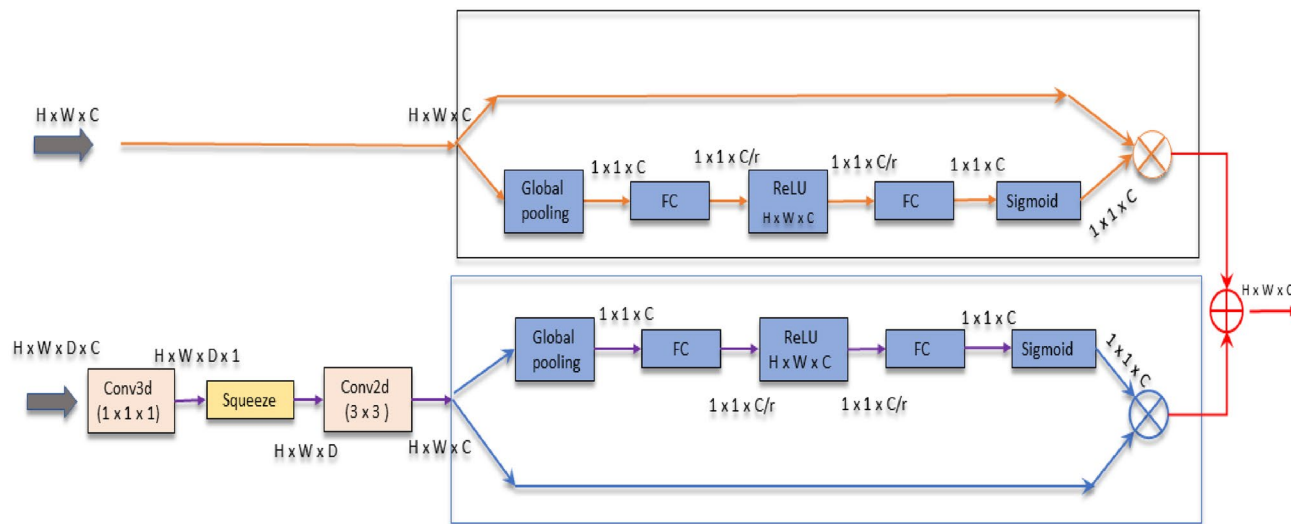 H x W x C
H x W x C
Global
pooling
1 x 1 x C
FC
1 x 1 x C/r
ReLU
H x W x C
1 x 1 x C/r
FC
1 x 1 x C
Sigmoid
1 x 1 x C
H x W x C
H x W x D x C
Conv3d
(1 x 1 x 1)
H x W x D x 1
Squeeze
H x W x D
Conv2d
(3 x 3 )
H x W x C
Global
pooling
1 x 1 x C
FC
1 x 1 x C/r
ReLU
H x W x C
1 x 1 x C/r
FC
1 x 1 x C
Sigmoid
1 x 1 x C